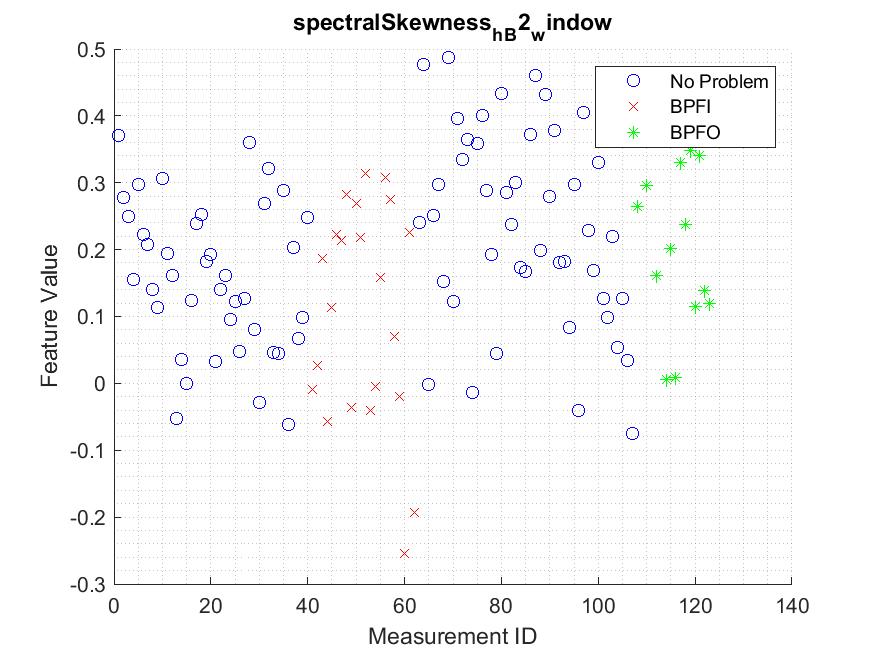 spectralSkewness_hB2_window
0.5
0.4
0.3
0.2
0.1
0
-0.1
-0.2
-0.3
Feature Value
No Problem
BPFI
BPFO
0 20 40 60 80 100 120 140
Measurement ID